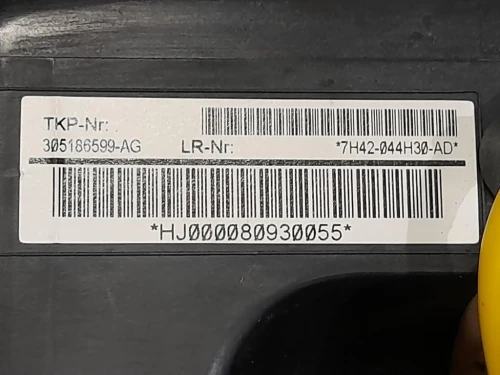 TKP-Nr:
305186599-AG LR-Nr: *7H42-044H30-AD*
*HJ000080930055*